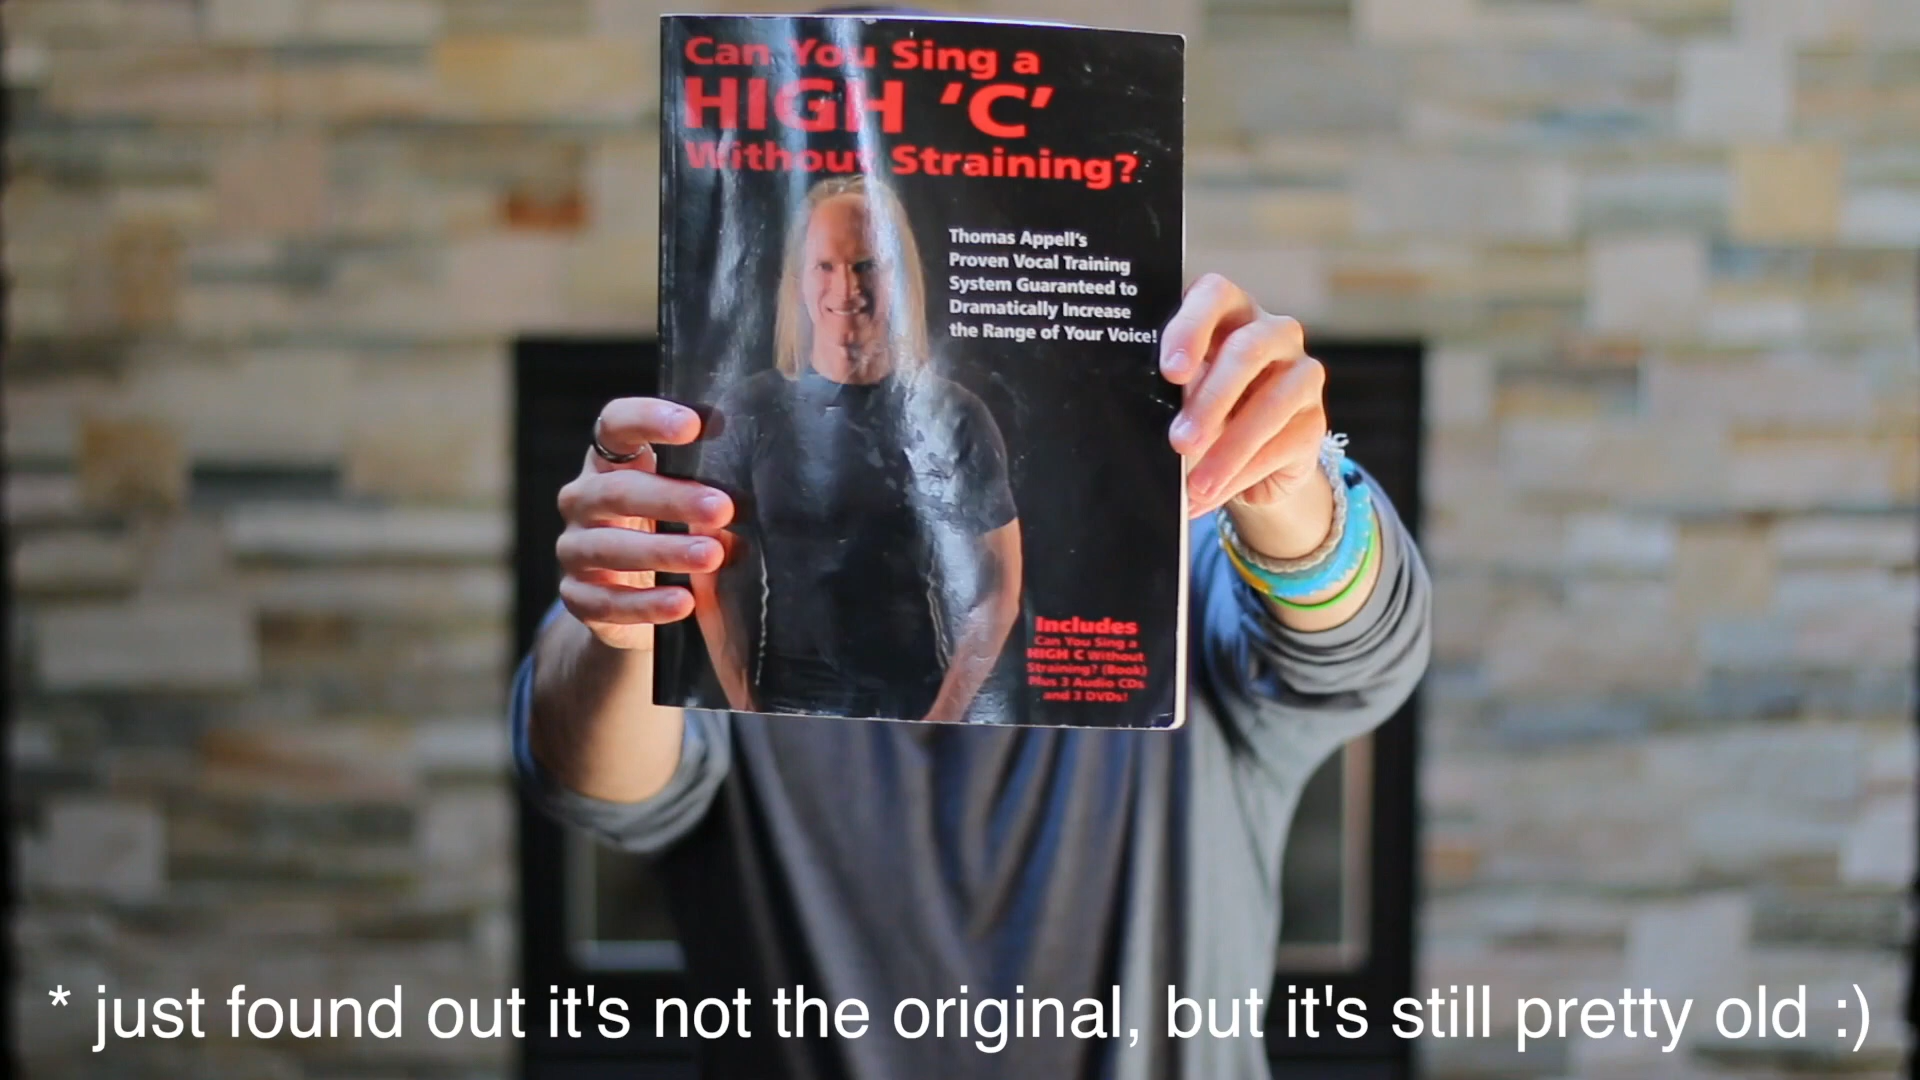 Can You Sing a
HIGH ‘C’
Without Straining?
Thomas Appell's
Proven Vocal Training
System Guaranteed to
Dramatically Increase
the Range of Your Voice!
Includes
Can You Sing a
HIGH C Without
Straining? (Book)
Plus 3 Audio CDs
and 3 DVDs!
* just found out it's not the original, but it's still pretty old :)